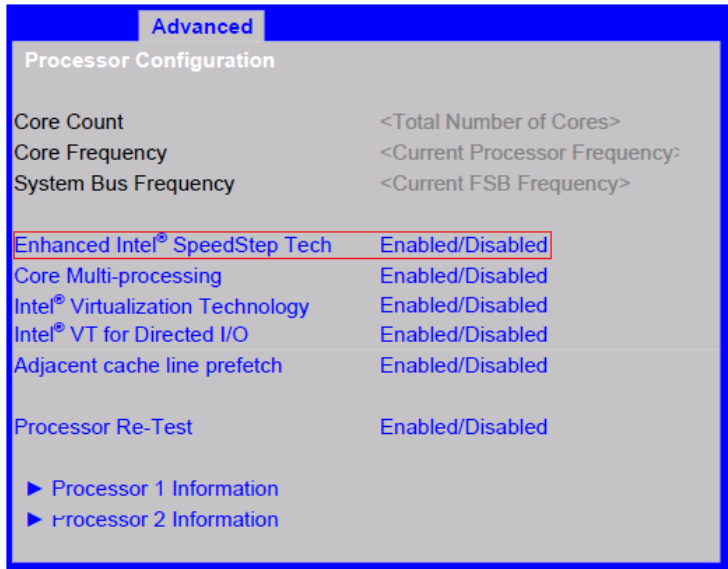 Advanced
Processor Configuration
Core Count <Total Number of Cores>
Core Frequency <Current Processor Frequency>
System Bus Frequency <Current FSB Frequency>
Enhanced Intel® SpeedStep Tech Enabled/Disabled
Core Multi-processing Enabled/Disabled
Intel® Virtualization Technology Enabled/Disabled
Intel® VT for Directed I/O Enabled/Disabled
Adjacent cache line prefetch Enabled/Disabled
Processor Re-Test Enabled/Disabled
► Processor 1 Information
► Processor 2 Information